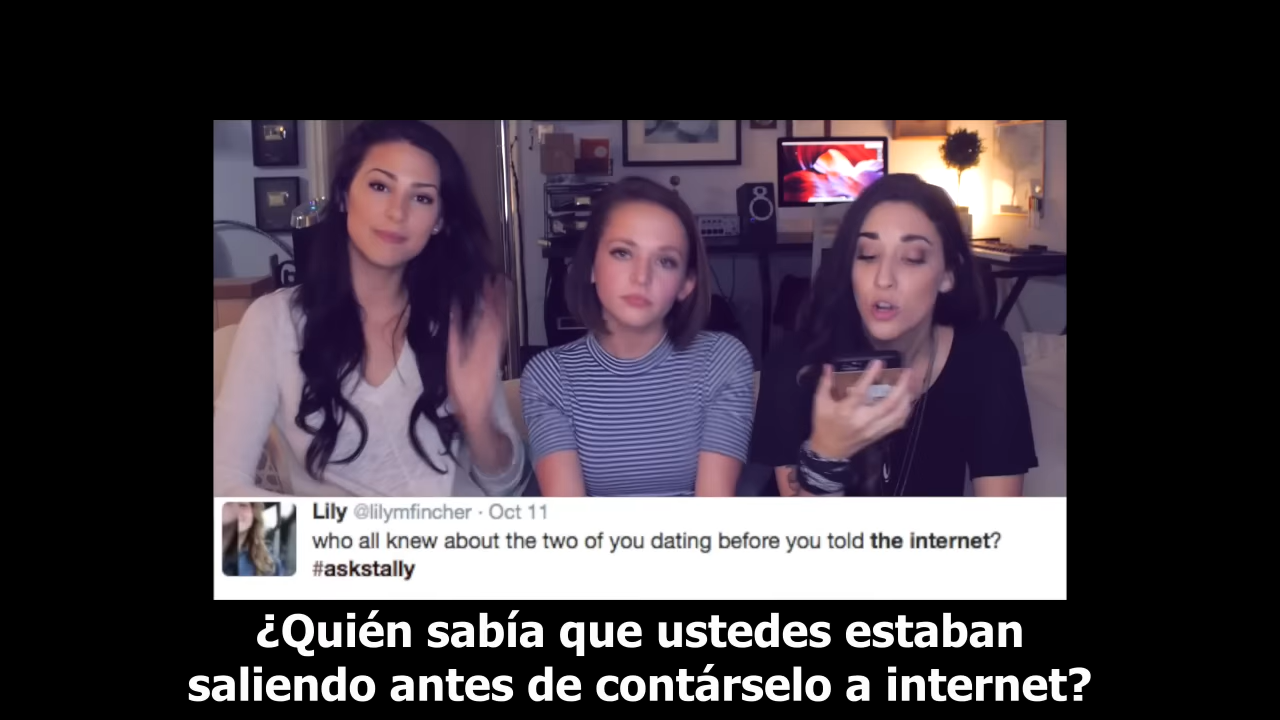 Lily @lilymfincher · Oct 11
who all knew about the two of you dating before you told the internet?
#askstally
¿Quién sabía que ustedes estaban
saliendo antes de contárselo a internet?